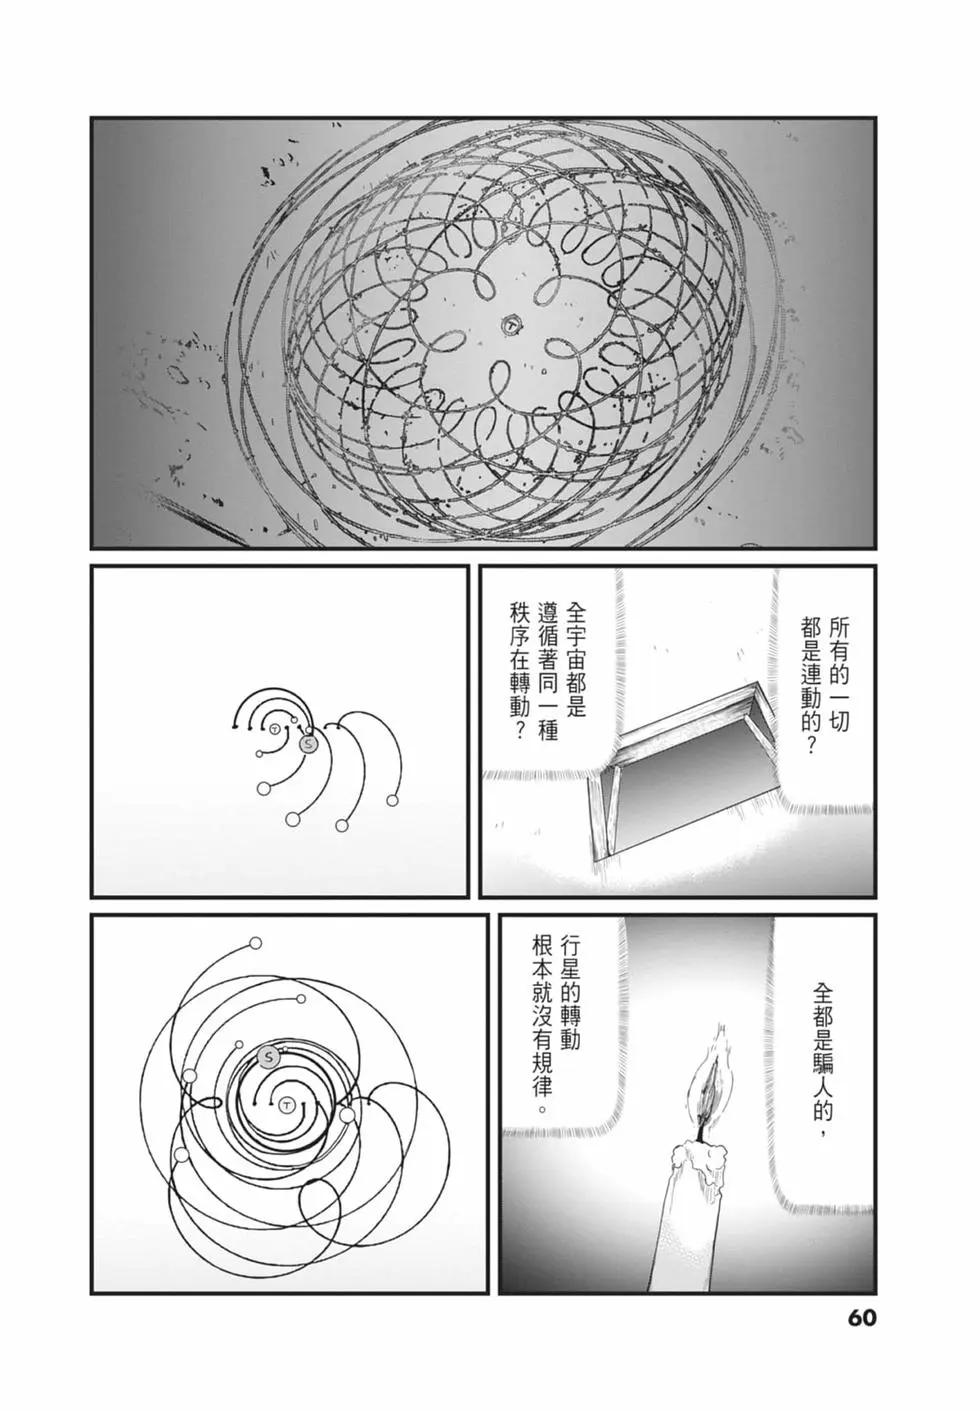 T
所有的一切
都是連動的？
全宇宙都是
遵循著同一種
秩序在轉動？
T
S
全都是騙人的，
行星的轉動
根本就沒有規律。
S
T
60